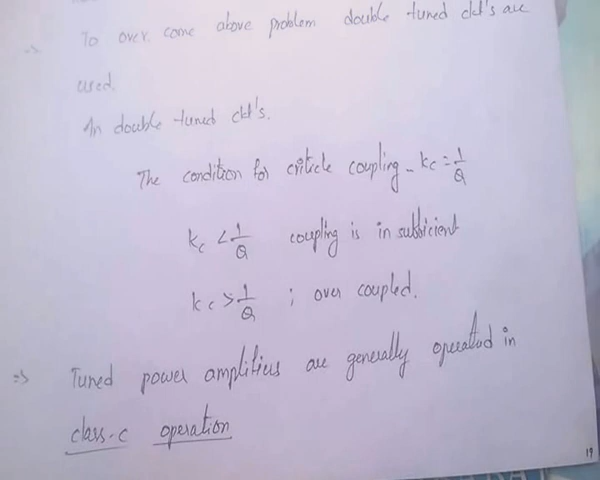 ⇒ To over come above problem double tuned ckt's are
used.
In double tuned ckt's.
The condition for criticle coupling - kc = 1/Q
kc < 1/Q coupling is in sufficient
kc > 1/Q ; over coupled.
⇒ Tuned power amplifiers are generally operated in
class-c operation
19